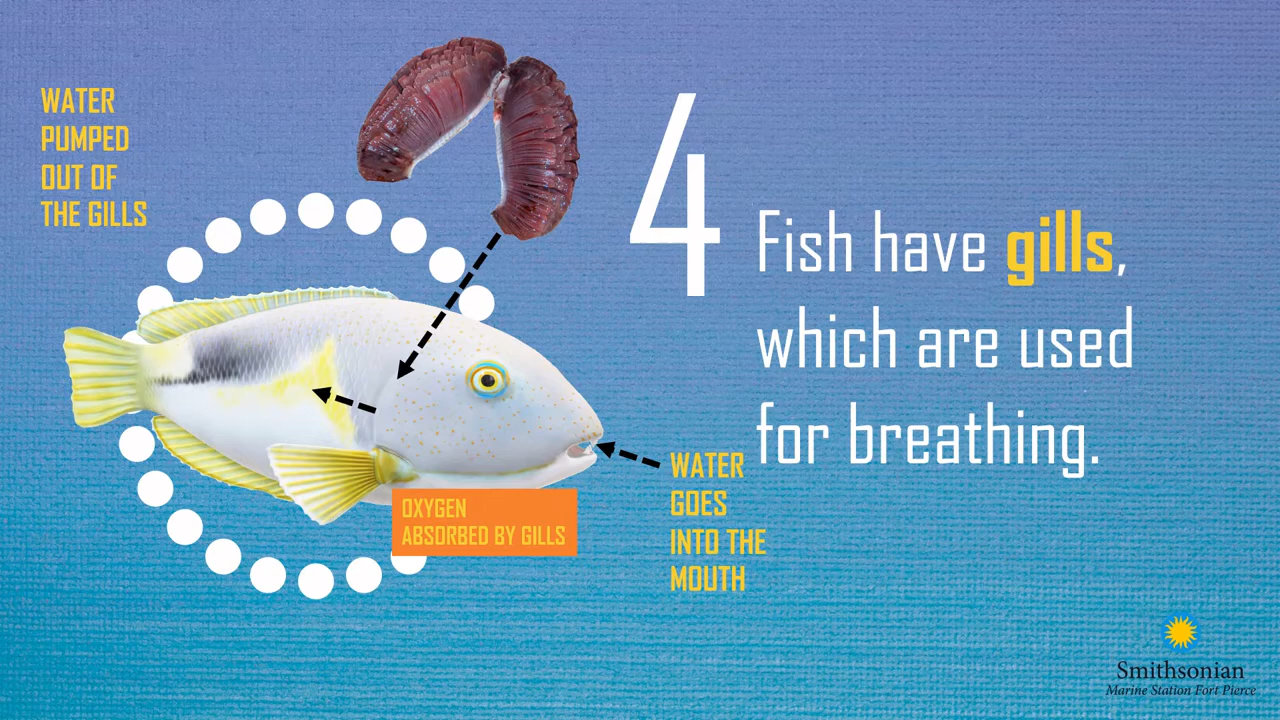 WATER
PUMPED
OUT OF
THE GILLS
4
Fish have gills,
which are used
for breathing.
OXYGEN
ABSORBED BY GILLS
WATER
GOES
INTO THE
MOUTH
Smithsonian
Marine Station Fort Pierce